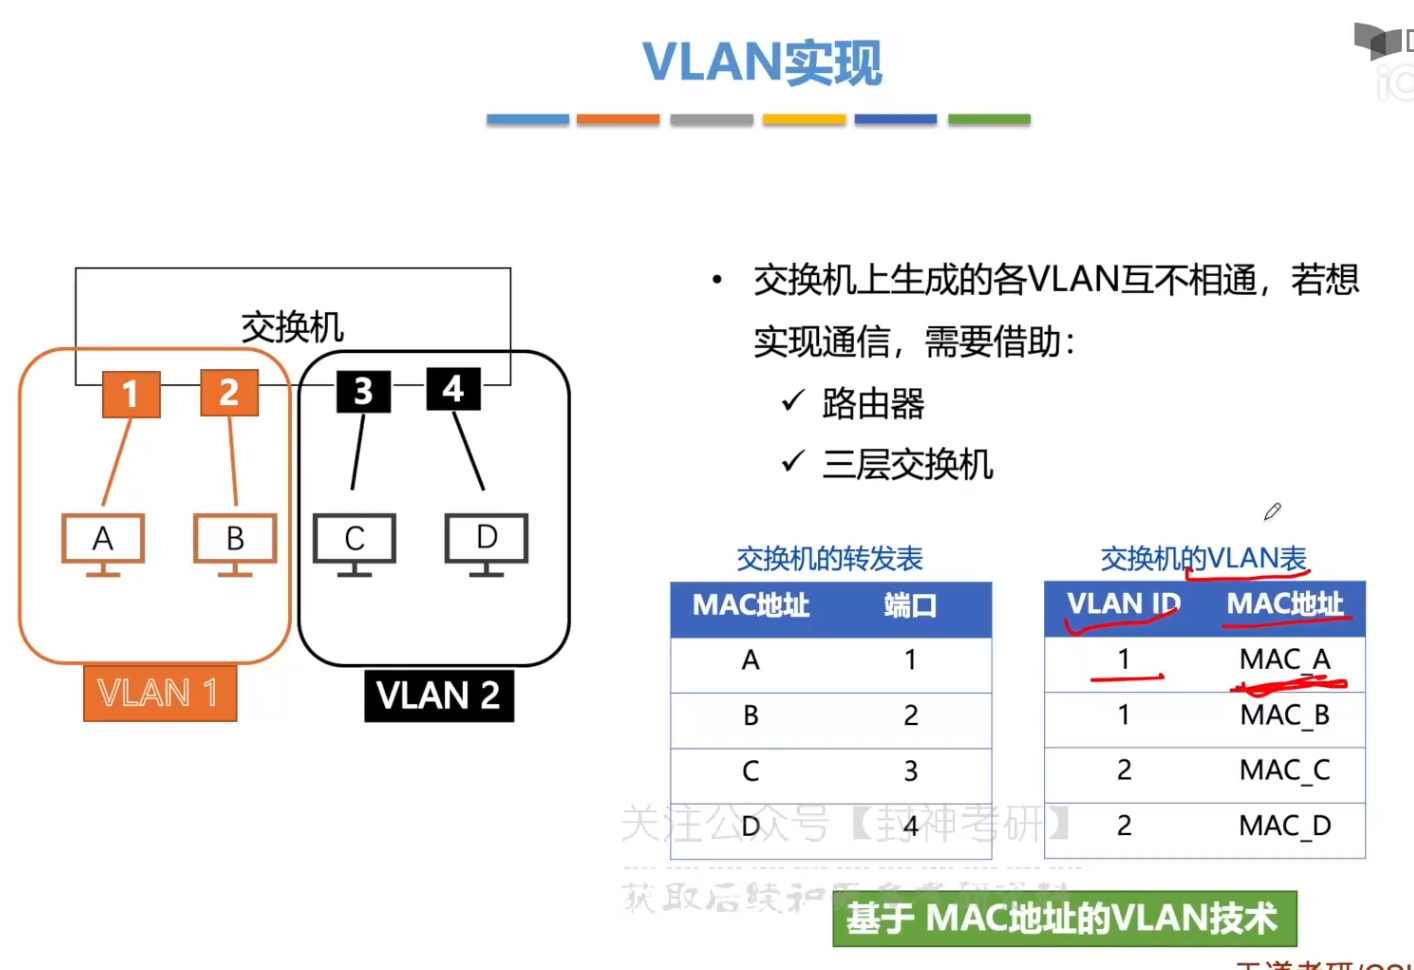 VLAN实现
交换机
1
2
3
4
A
B
C
D
VLAN 1
VLAN 2
• 交换机上生成的各VLAN互不相通，若想
实现通信，需要借助：
✓ 路由器
✓ 三层交换机
交换机的转发表
MAC地址 端口
A 1
B 2
C 3
D 4
交换机的VLAN表
VLAN ID MAC地址
1 MAC_A
1 MAC_B
2 MAC_C
2 MAC_D
关注公众号【封神考研】
获取后续和
基于 MAC地址的VLAN技术
王道考研/CSK